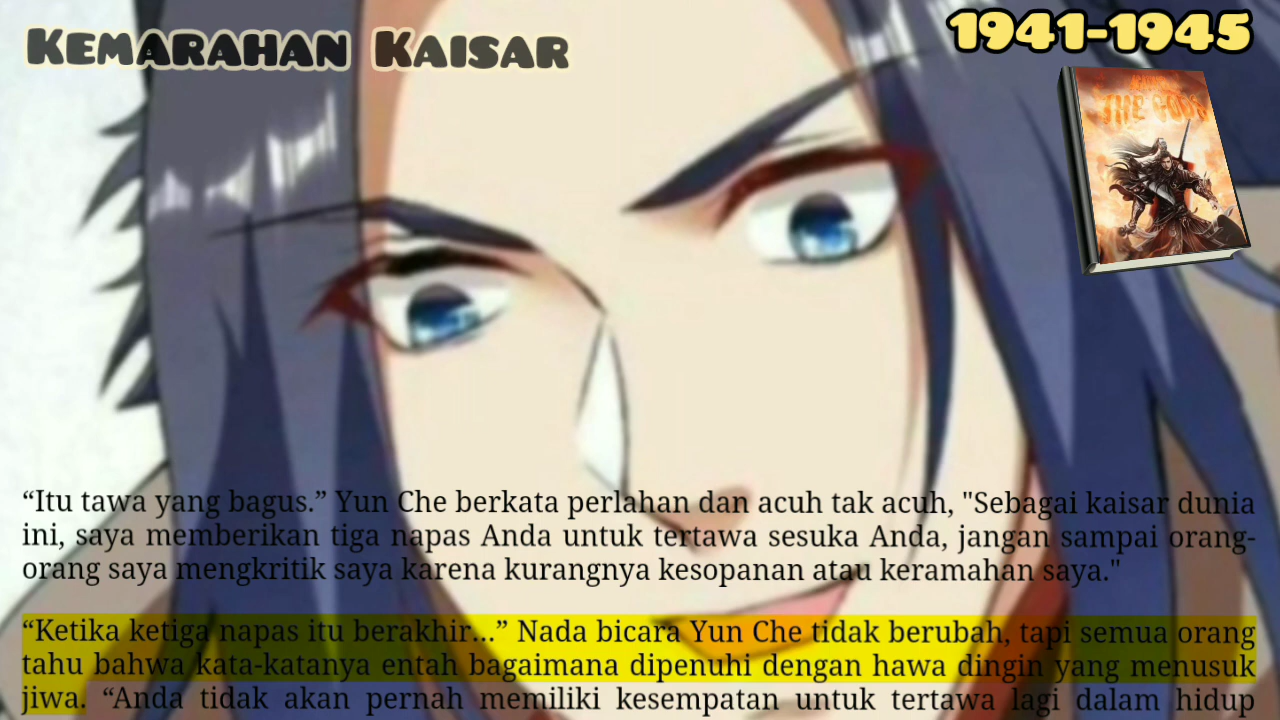 Kemarahan Kaisar
1941-1945
AGAINST
THE GODS
“Itu tawa yang bagus.” Yun Che berkata perlahan dan acuh tak acuh, "Sebagai kaisar dunia
ini, saya memberikan tiga napas Anda untuk tertawa sesuka Anda, jangan sampai orang-
orang saya mengkritik saya karena kurangnya kesopanan atau keramahan saya."
“Ketika ketiga napas itu berakhir...” Nada bicara Yun Che tidak berubah, tapi semua orang
tahu bahwa kata-katanya entah bagaimana dipenuhi dengan hawa dingin yang menusuk
jiwa. “Anda tidak akan pernah memiliki kesempatan untuk tertawa lagi dalam hidup